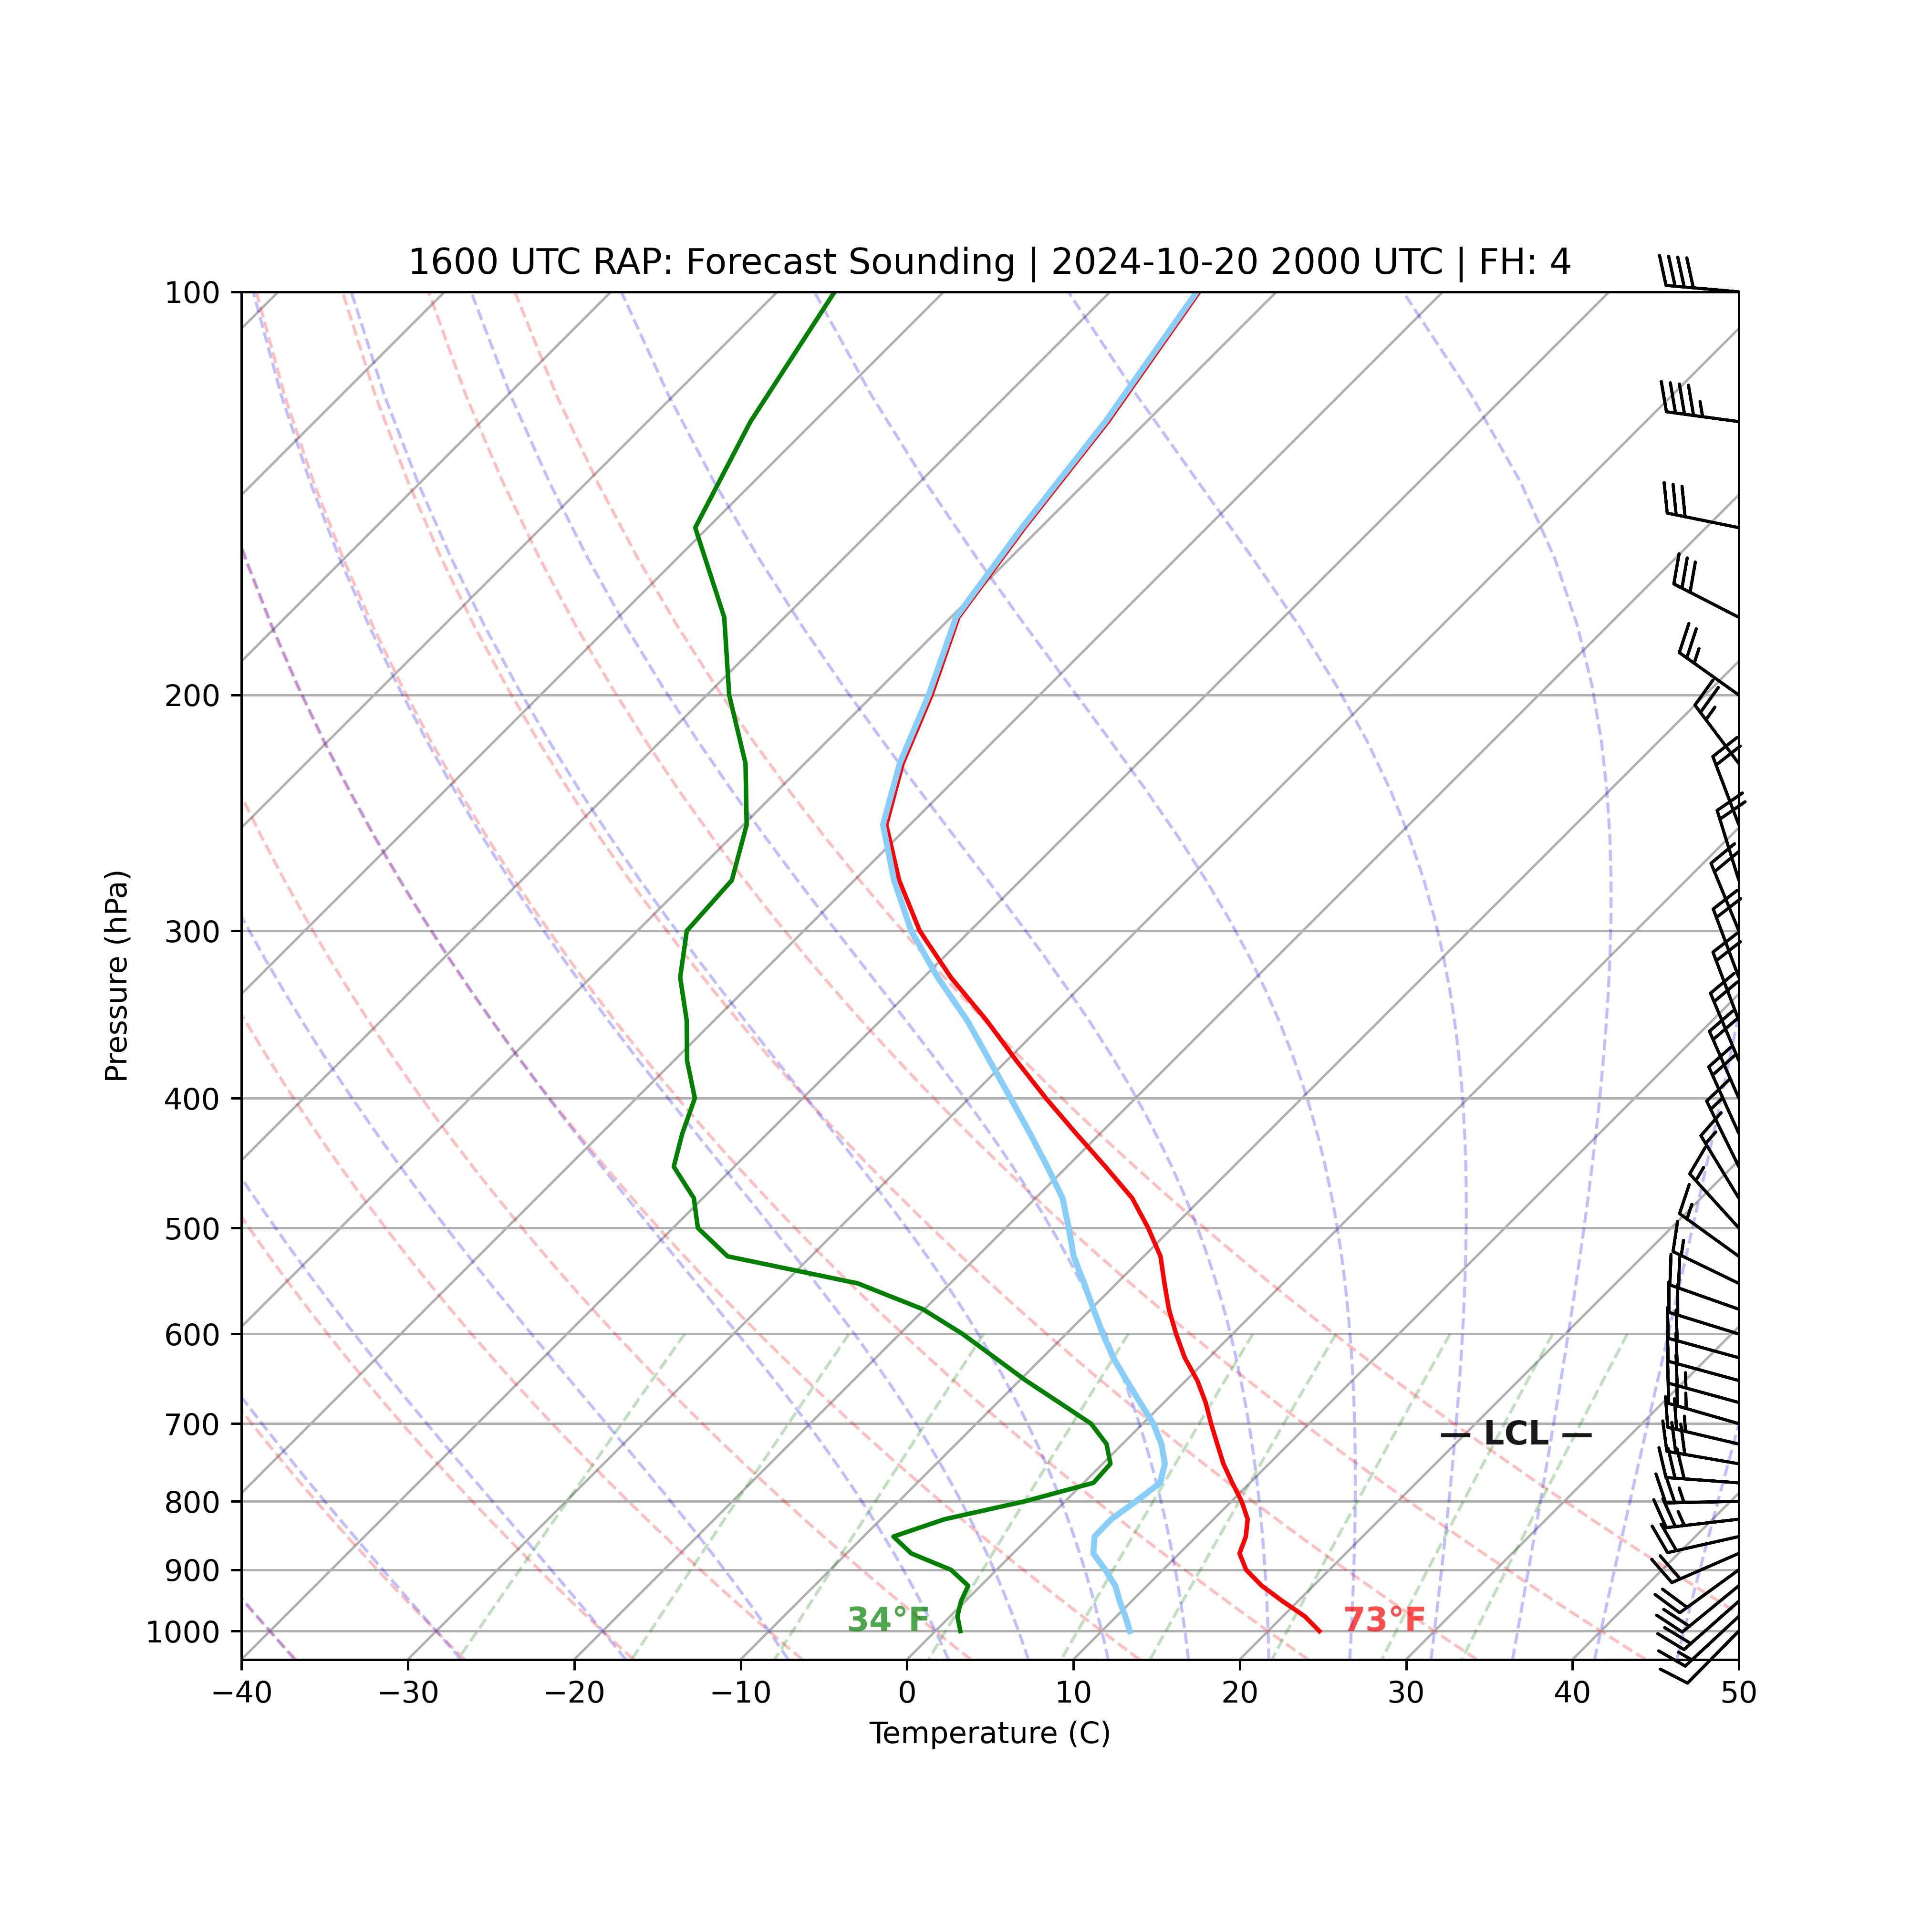 1600 UTC RAP: Forecast Sounding | 2024-10-20 2000 UTC | FH: 4
100
200
300
400
500
600
700
800
900
1000
Pressure (hPa)
— LCL —
34°F
73°F
−40 −30 −20 −10 0 10 20 30 40 50
Temperature (C)